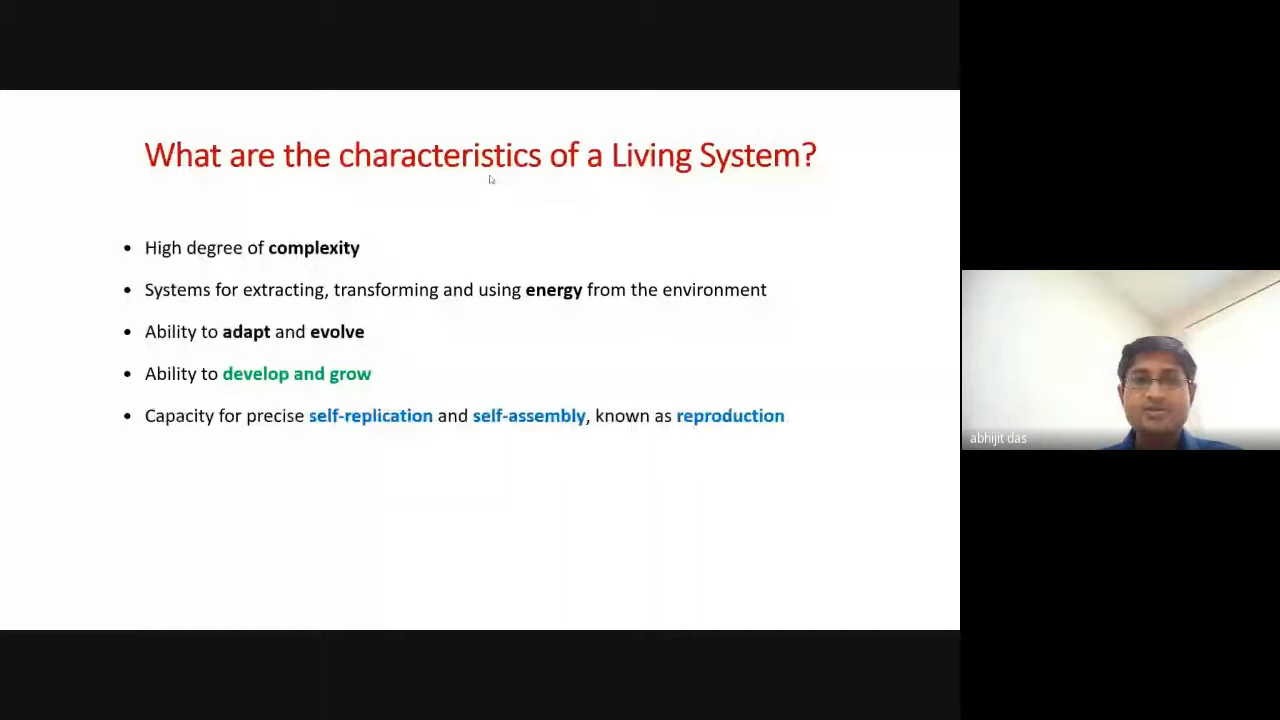 What are the characteristics of a Living System?
• High degree of complexity
• Systems for extracting, transforming and using energy from the environment
• Ability to adapt and evolve
• Ability to develop and grow
• Capacity for precise self-replication and self-assembly, known as reproduction
abhijit das